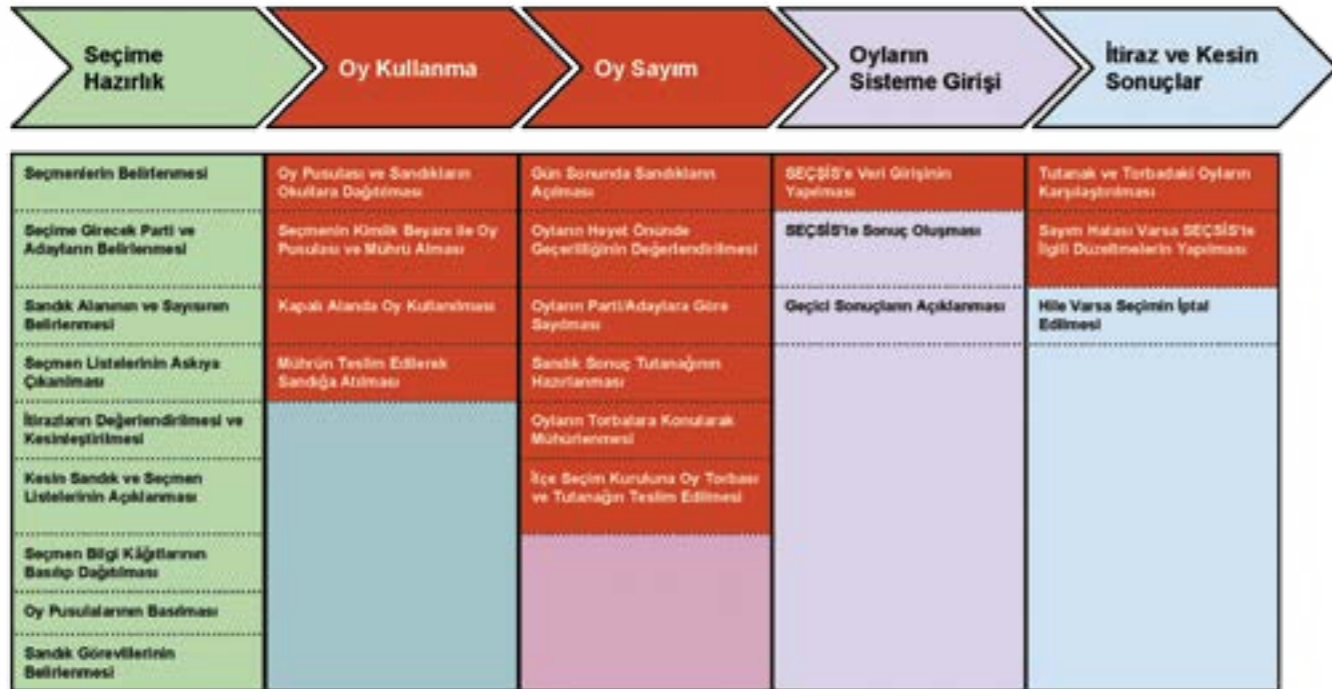 Seçime
Hazırlık
Oy Kullanma
Oy Sayım
Oyların
Sisteme Girişi
İtiraz ve Kesin
Sonuçlar
Seçmenlerin Belirlenmesi
Seçime Girecek Parti ve
Adayların Belirlenmesi
Sandık Alanının ve Sayısının
Belirlenmesi
Seçmen Listelerinin Askıya
Çıkarılması
İtirazların Değerlendirilmesi ve
Kesinleştirilmesi
Kesin Sandık ve Seçmen
Listelerinin Açıklanması
Seçmen Bilgi Kâğıtlarının
Basılıp Dağıtılması
Oy Pusulalarının Basılması
Sandık Görevlilerinin
Belirlenmesi
Oy Pusulası ve Sandıkların
Okullara Dağıtılması
Seçmenin Kimlik Beyanı ile Oy
Pusulası ve Mührü Alması
Kapalı Alanda Oy Kullanılması
Mührün Teslim Edilerek
Sandığa Atılması
Gün Sonunda Sandıkların
Açılması
Oyların Heyet Önünde
Geçerliliğinin Değerlendirilmesi
Oyların Parti/Adaylara Göre
Sayılması
Sandık Sonuç Tutanağının
Hazırlanması
Oyların Torbalara Konularak
Mühürlenmesi
İlçe Seçim Kuruluna Oy Torbası
ve Tutanağın Teslim Edilmesi
SEÇSİS'e Veri Girişinin
Yapılması
SEÇSİS'te Sonuç Oluşması
Geçici Sonuçların Açıklanması
Tutanak ve Torbadaki Oyların
Karşılaştırılması
Sayım Hatası Varsa SEÇSİS'te
İlgili Düzeltmelerin Yapılması
Hile Varsa Seçimin İptal
Edilmesi